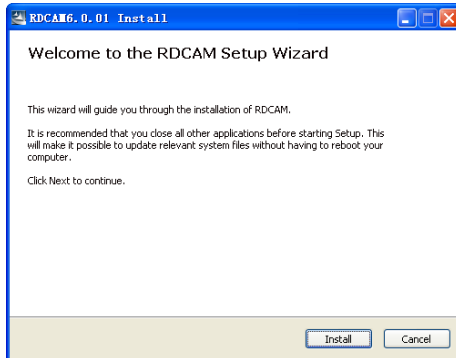 RDCAM6.0.01 Install
Welcome to the RDCAM Setup Wizard
This wizard will guide you through the installation of RDCAM.
It is recommended that you close all other applications before starting Setup. This
will make it possible to update relevant system files without having to reboot your
computer.
Click Next to continue.
Install
Cancel